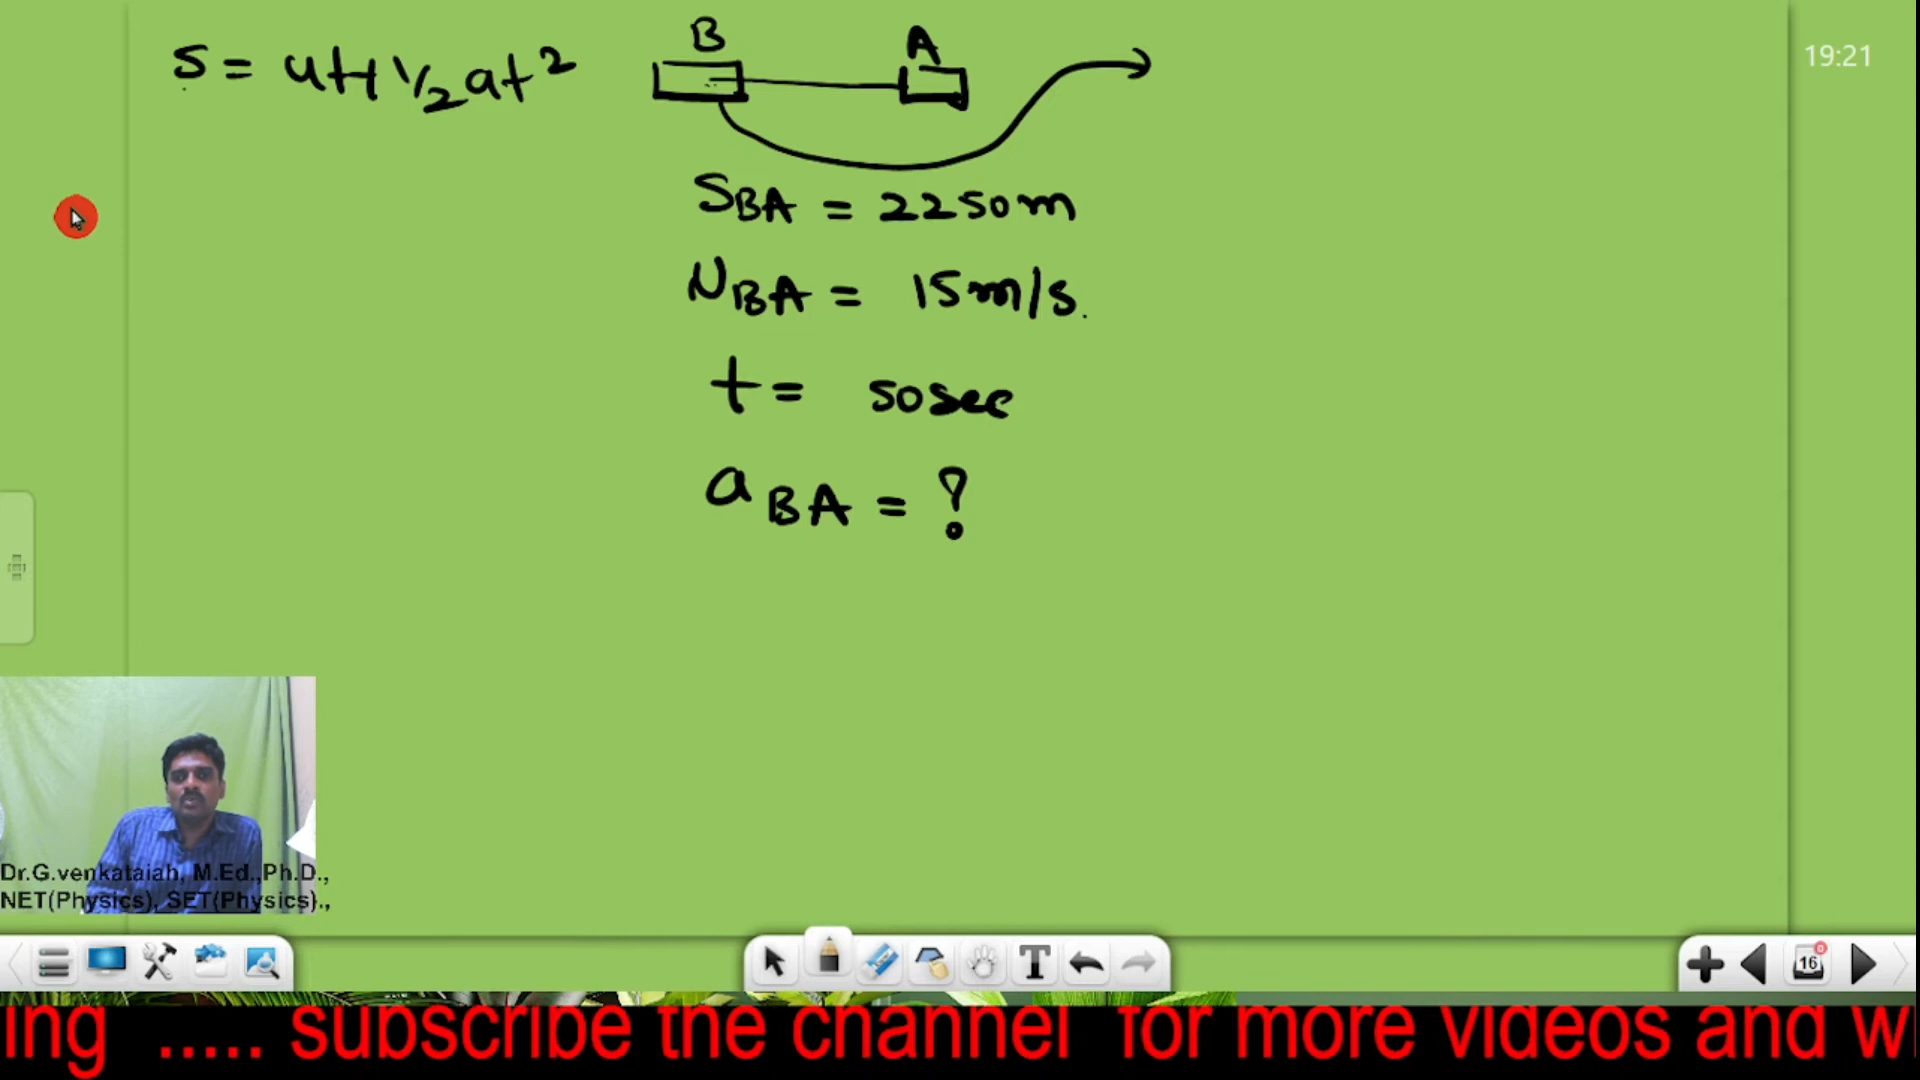 S = ut+1/2at²
B
A
S_BA = 2250m
V_BA = 15m/s.
t = 50sec
a_BA = ?
19:21
Dr.G.venkataiah, M.Ed.,Ph.D.,
NET(Physics), SET(Physics).,
T
16
0
ing ..... subscribe the channel for more videos and w